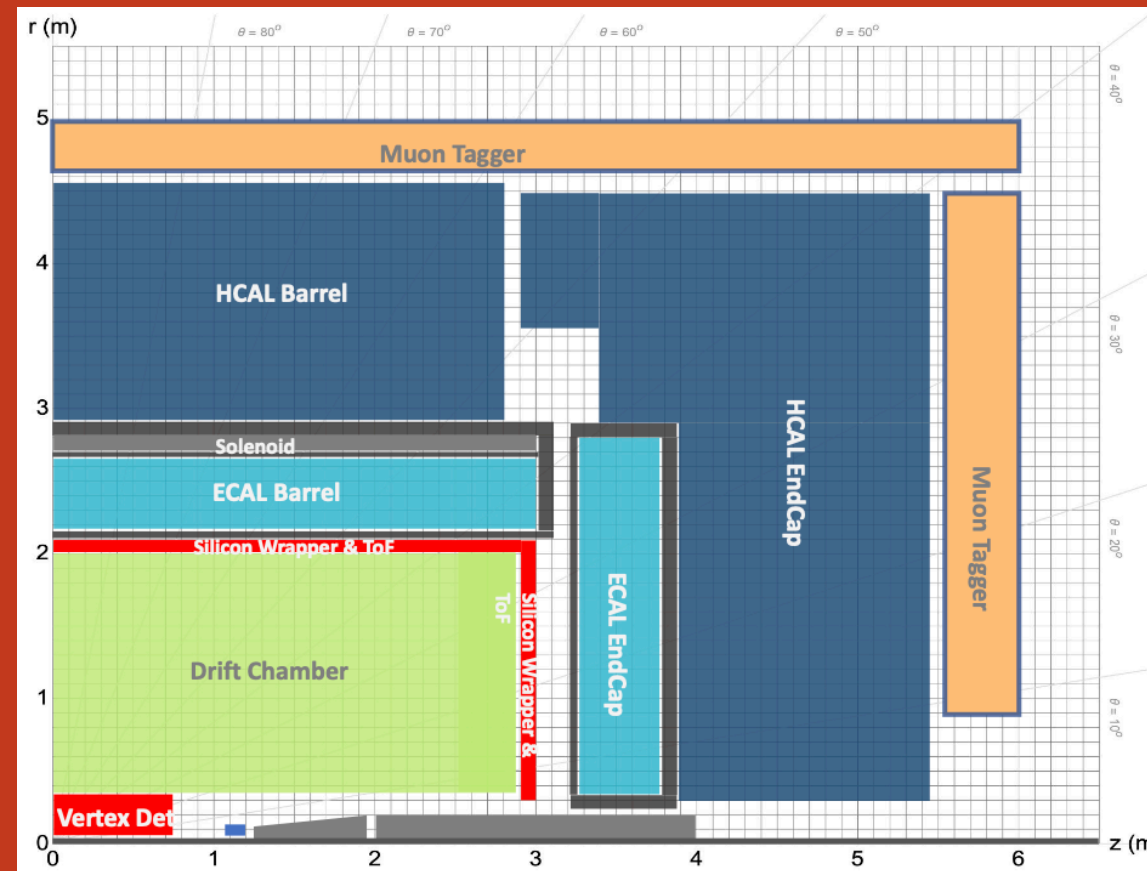 r (m)
θ = 80°
θ = 70°
θ = 60°
θ = 50°
θ = 40°
5
Muon Tagger
4
HCAL Barrel
θ = 30°
3
HCAL EndCap
Solenoid
ECAL Barrel
Muon Tagger
θ = 20°
Silicon Wrapper & ToF
2
ToF
Silicon Wrapper &
ECAL EndCap
Drift Chamber
1
θ = 10°
Vertex Det
0
0 1 2 3 4 5 6 z (m